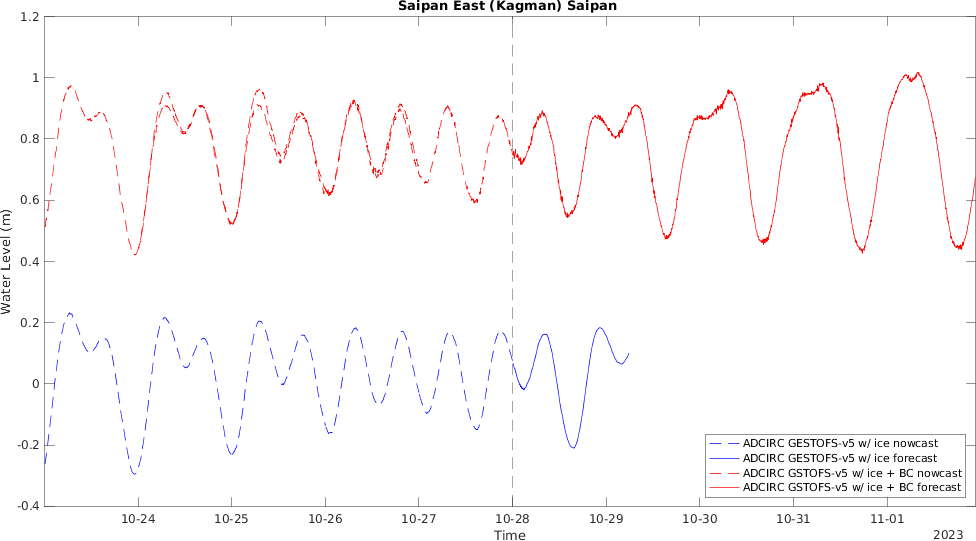 Saipan East (Kagman) Saipan
1.2
1
0.8
0.6
0.4
0.2
0
-0.2
-0.4
Water Level (m)
ADCIRC GESTOFS-v5 w/ ice nowcast
ADCIRC GESTOFS-v5 w/ ice forecast
ADCIRC GSTOFS-v5 w/ ice + BC nowcast
ADCIRC GSTOFS-v5 w/ ice + BC forecast
10-24 10-25 10-26 10-27 10-28 10-29 10-30 10-31 11-01
Time
2023